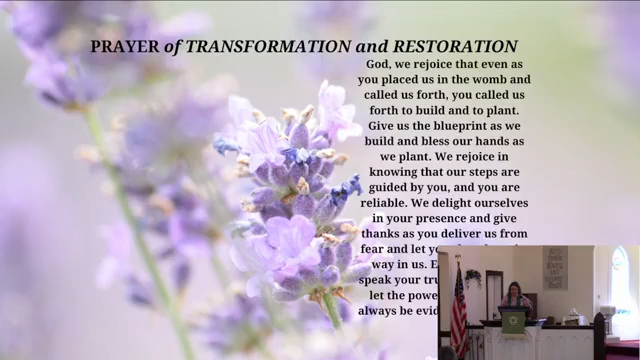 PRAYER of TRANSFORMATION and RESTORATION
God, we rejoice that even as
you placed us in the womb and
called us forth, you called us
forth to build and to plant.
Give us the blueprint as we
build and bless our hands as
we plant. We rejoice in
knowing that our steps are
guided by you, and you are
reliable. We delight ourselves
in your presence and give
thanks as you deliver us from
fear and let
way in us.
speak your
let the
always be